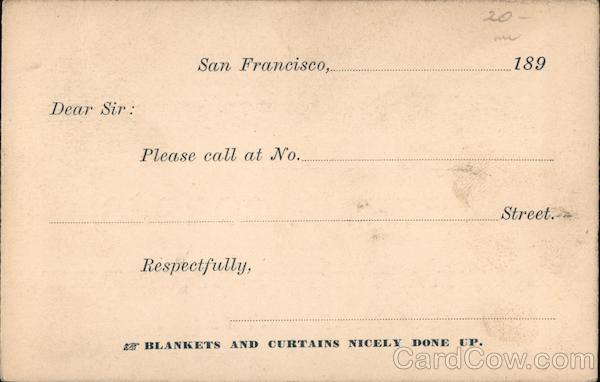 20-
San Francisco, 189
Dear Sir:
Please call at No.
Street.
Respectfully,
☞ BLANKETS AND CURTAINS NICELY DONE UP.
CardCow.com